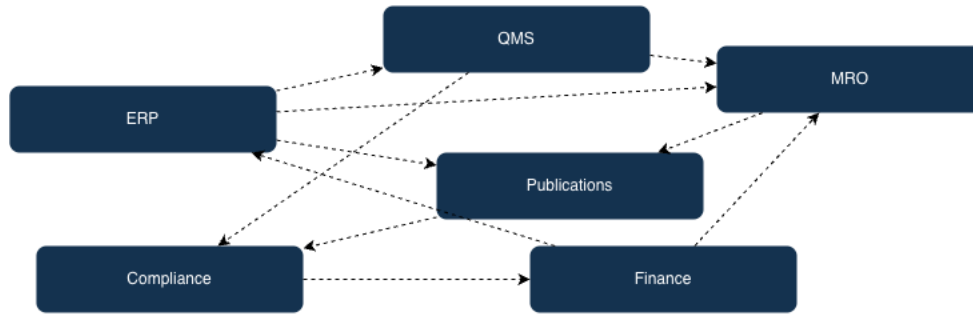 QMS
MRO
ERP
Publications
Compliance
Finance